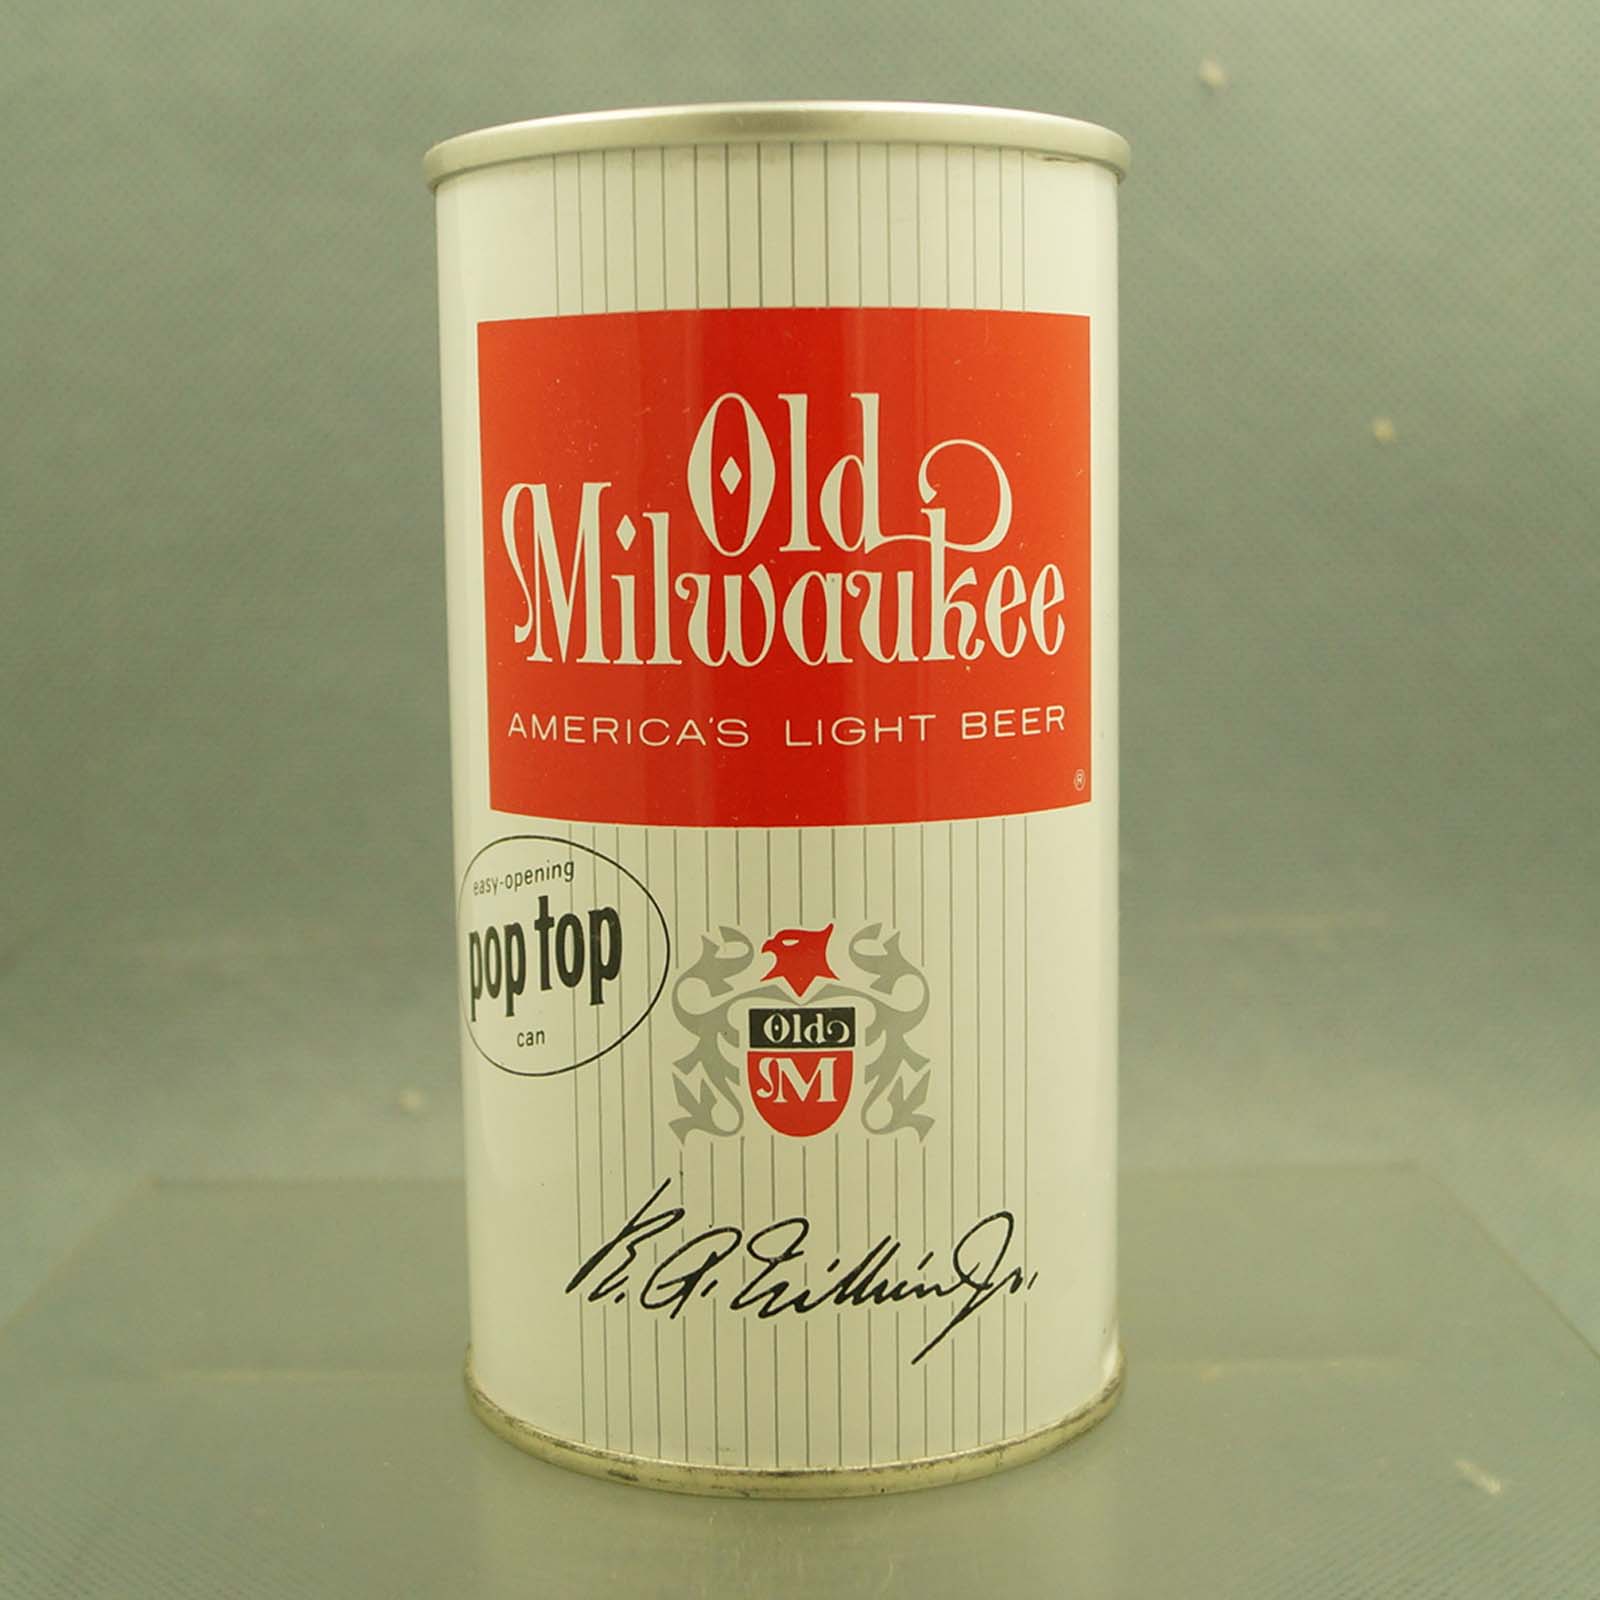 Old
Milwaukee
AMERICA'S LIGHT BEER
®
easy-opening
pop top
can
Old
M